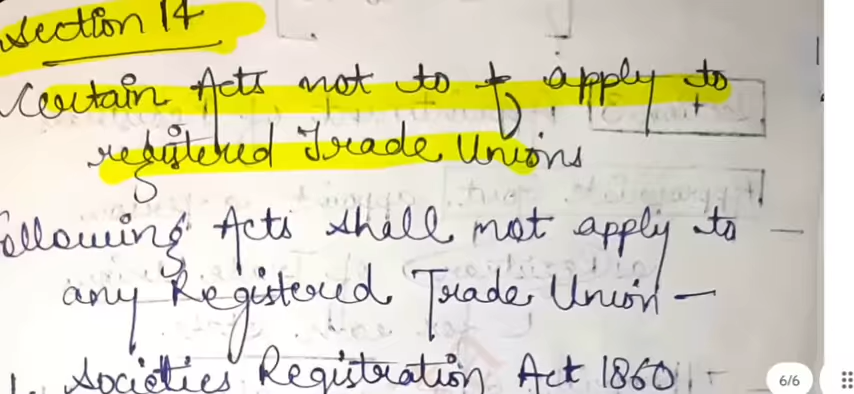 Section 14
Certain Acts not to apply to
registered Trade Unions
Following Acts shall not apply to —
any Registered Trade Union —
1. Societies Registration Act 1860
6/6